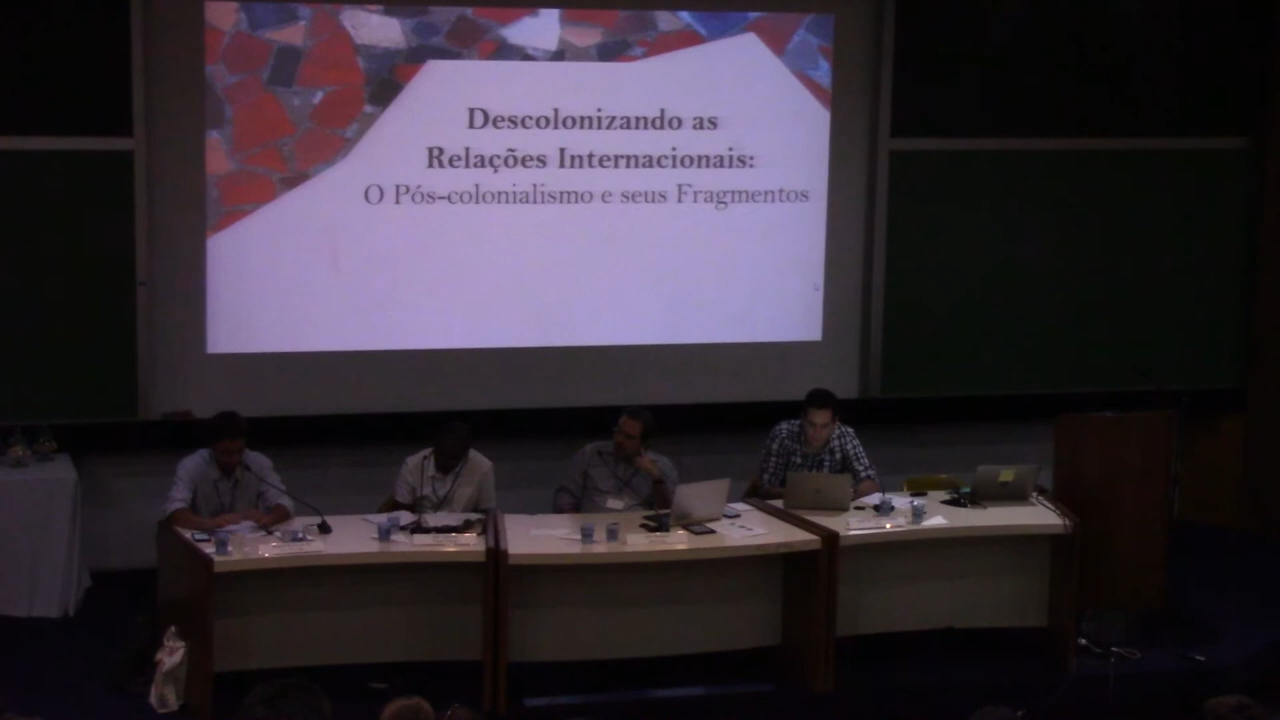 Descolonizando as
Relações Internacionais:
O Pós-colonialismo e seus Fragmentos